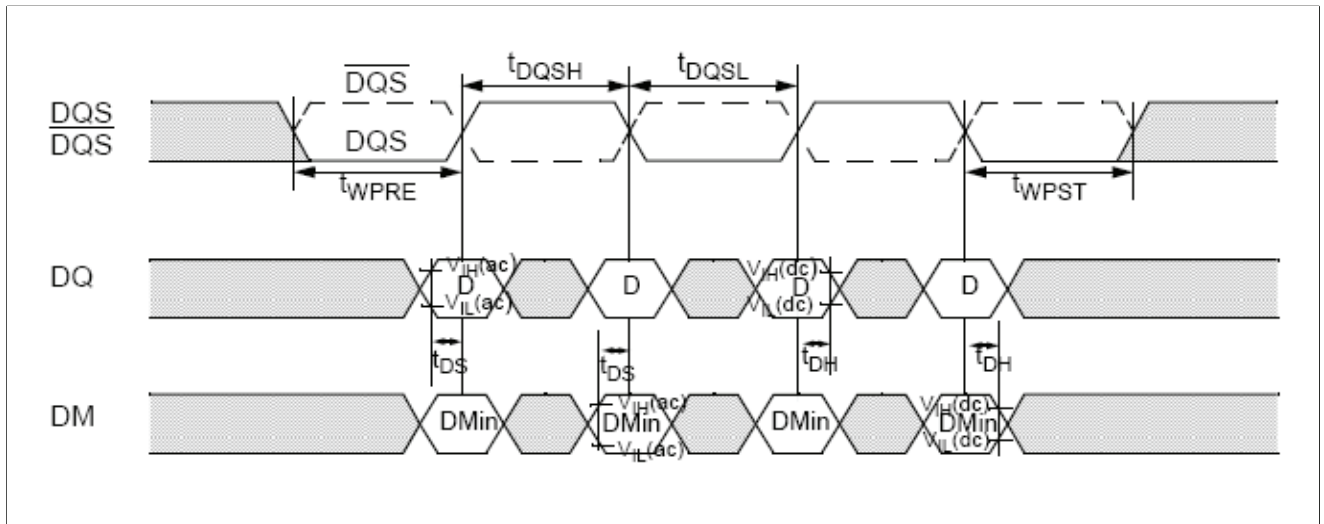 DQS
tDQSH
tDQSL
DQS
DQS
DQS
tWPRE
tWPST
DQ
VIH(ac)
D
VIL(ac)
D
VIH(dc)
D
VIL(dc)
D
tDS
tDS
tDH
tDH
DM
DMin
VIH(ac)
DMin
VIL(ac)
DMin
VIH(dc)
DMin
VIL(dc)